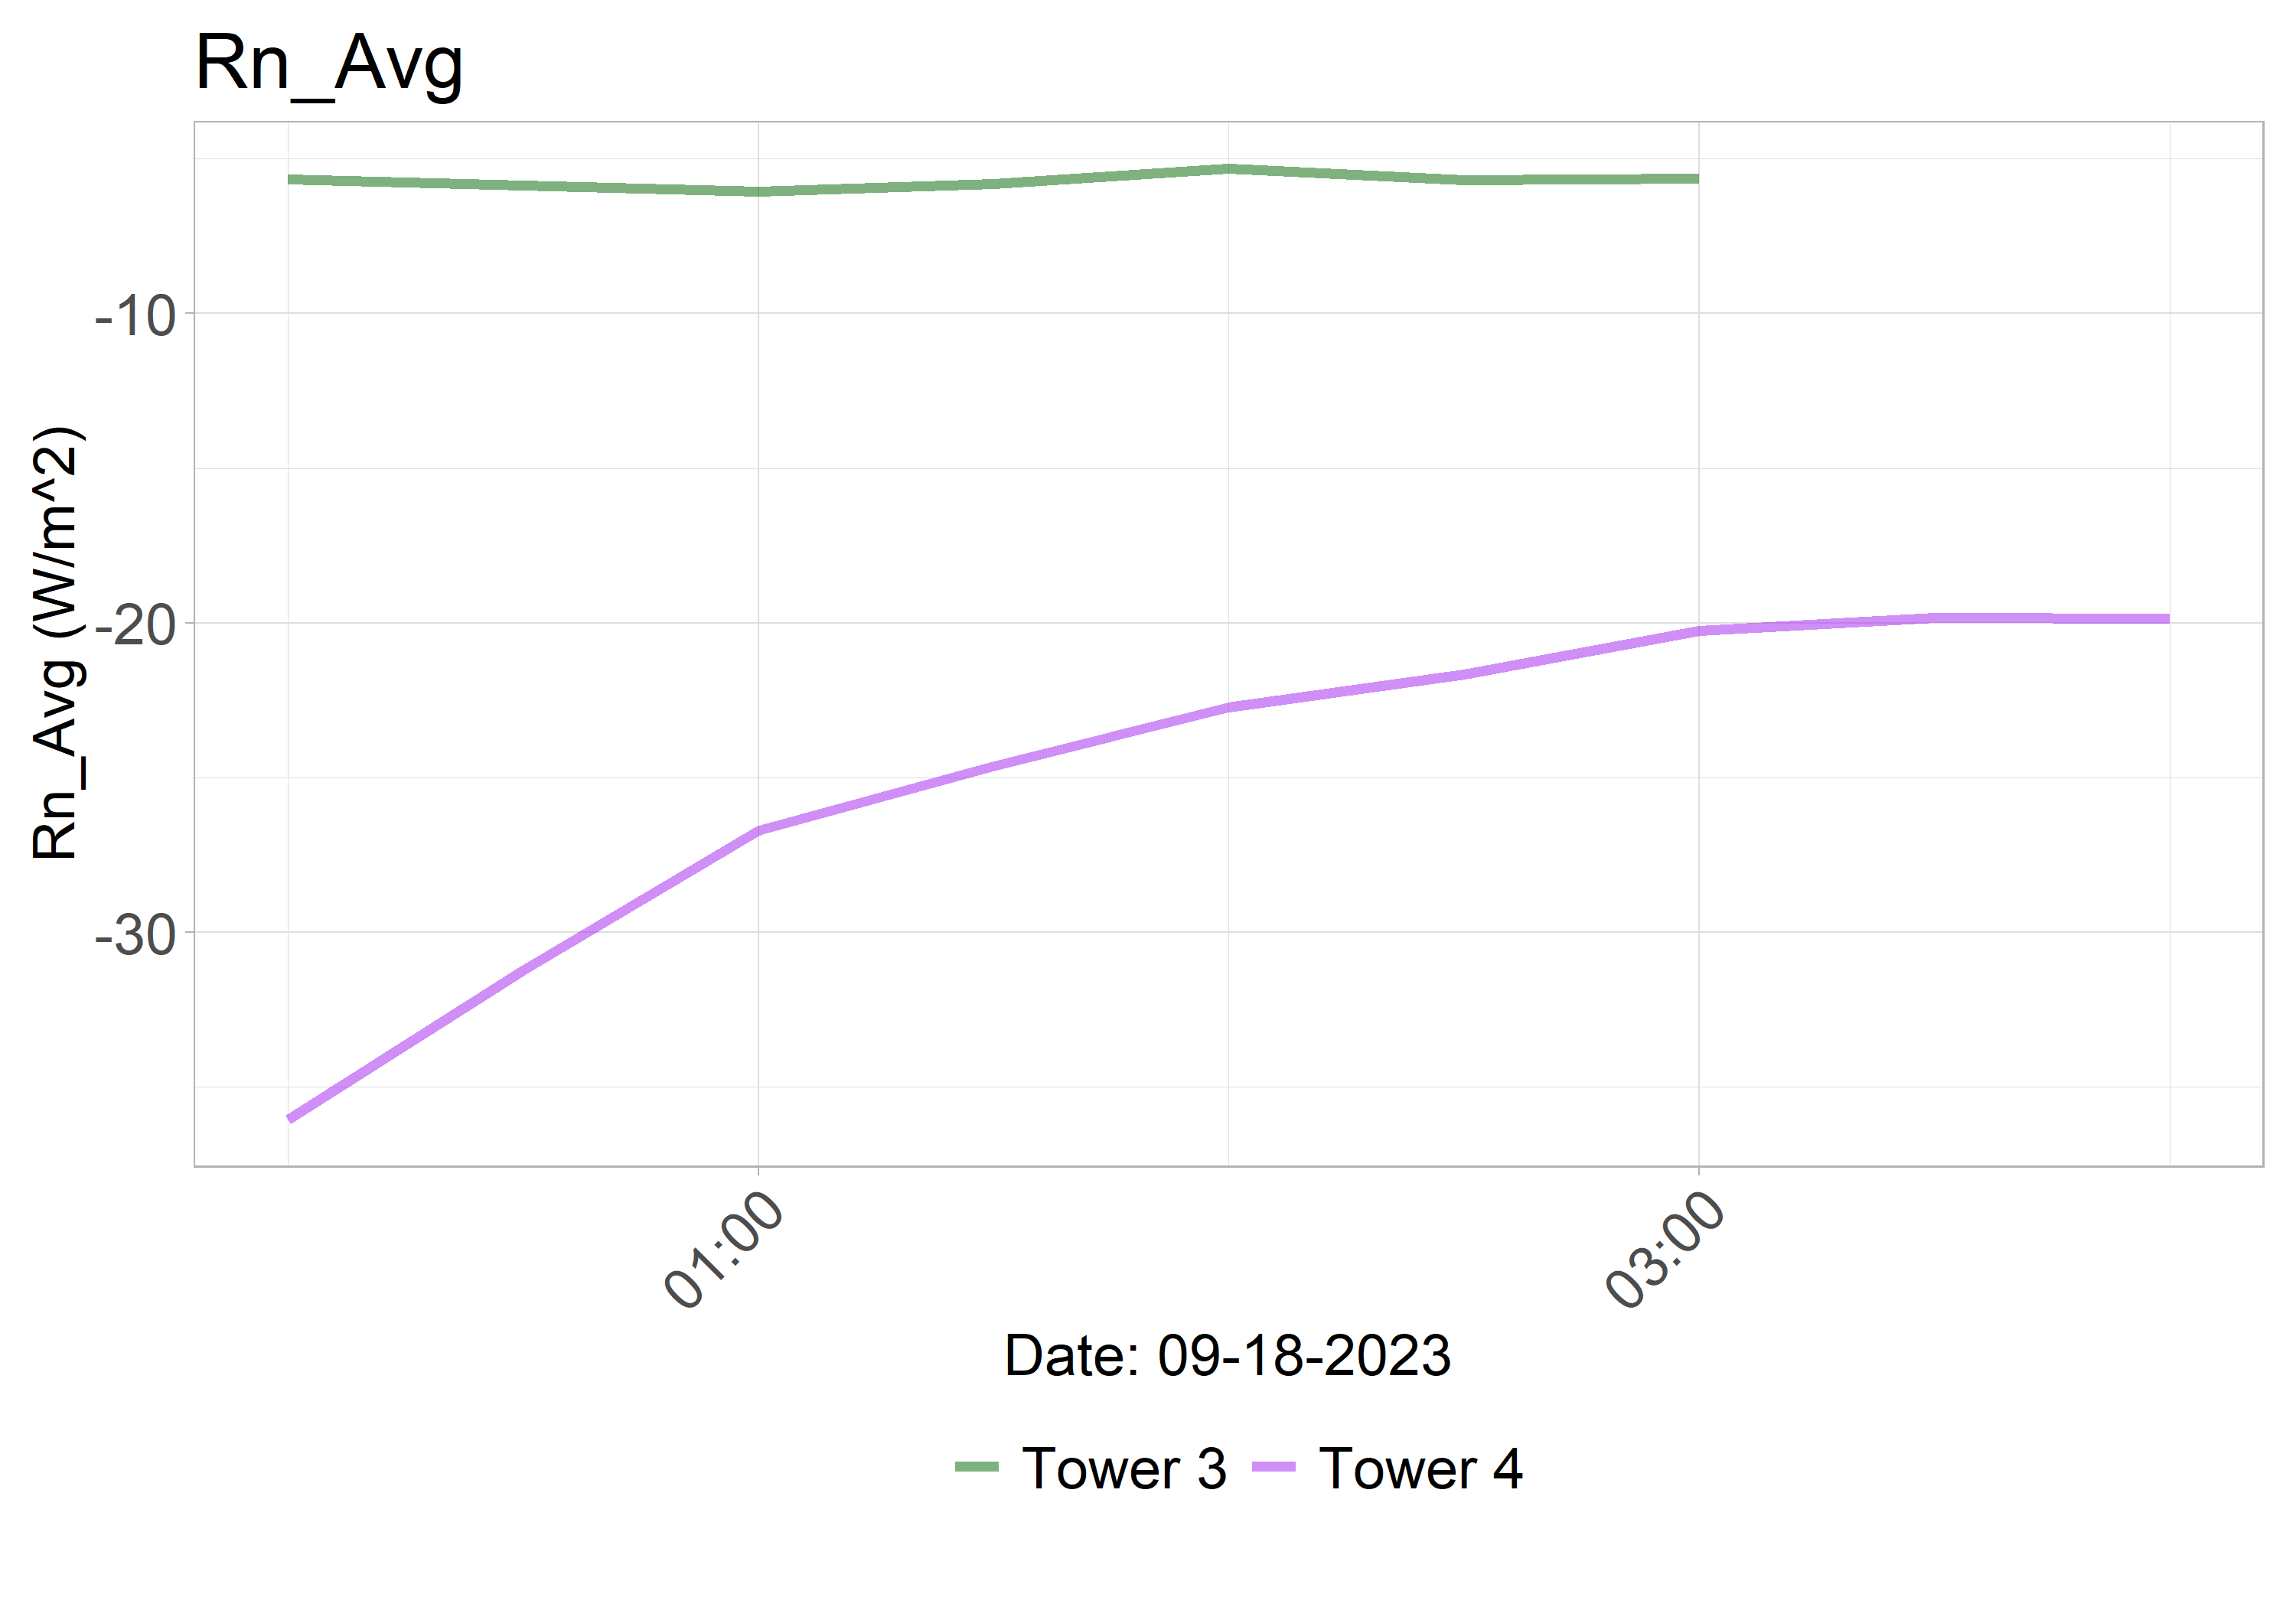 Rn_Avg
Rn_Avg (W/m^2)
-10
-20
-30
01:00
03:00
Date: 09-18-2023
Tower 3
Tower 4